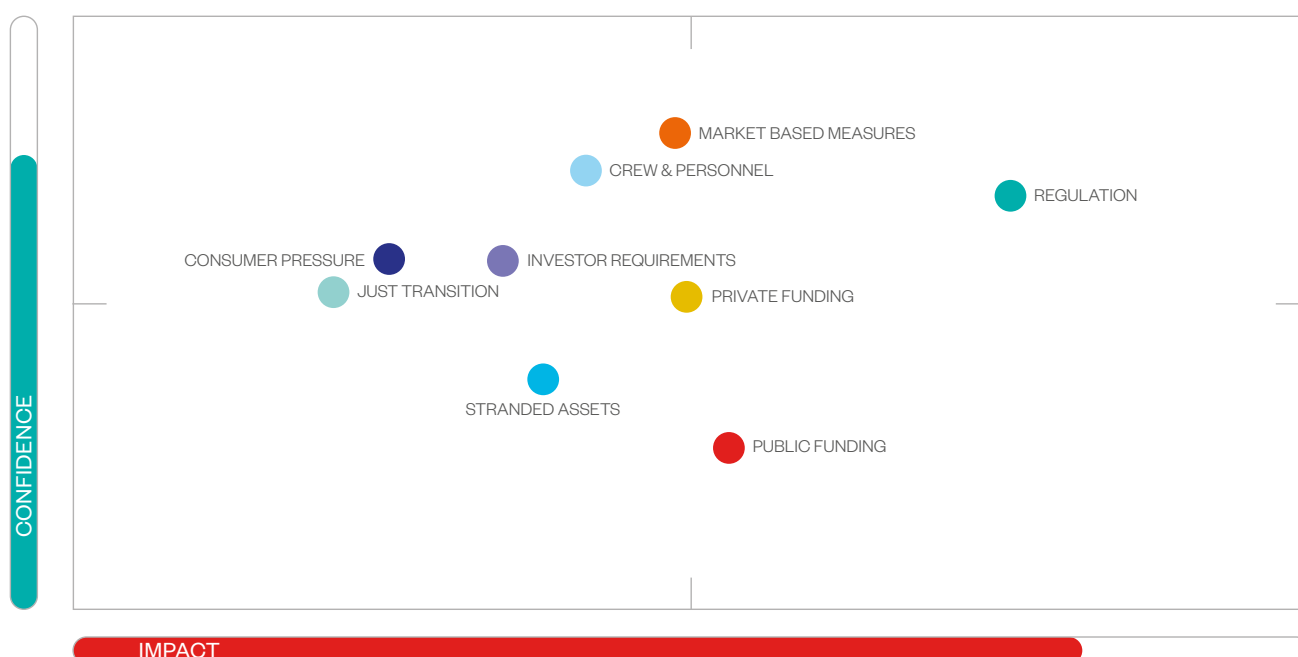 MARKET BASED MEASURES
CREW & PERSONNEL
REGULATION
CONSUMER PRESSURE
INVESTOR REQUIREMENTS
JUST TRANSITION
PRIVATE FUNDING
STRANDED ASSETS
PUBLIC FUNDING
CONFIDENCE
IMPACT